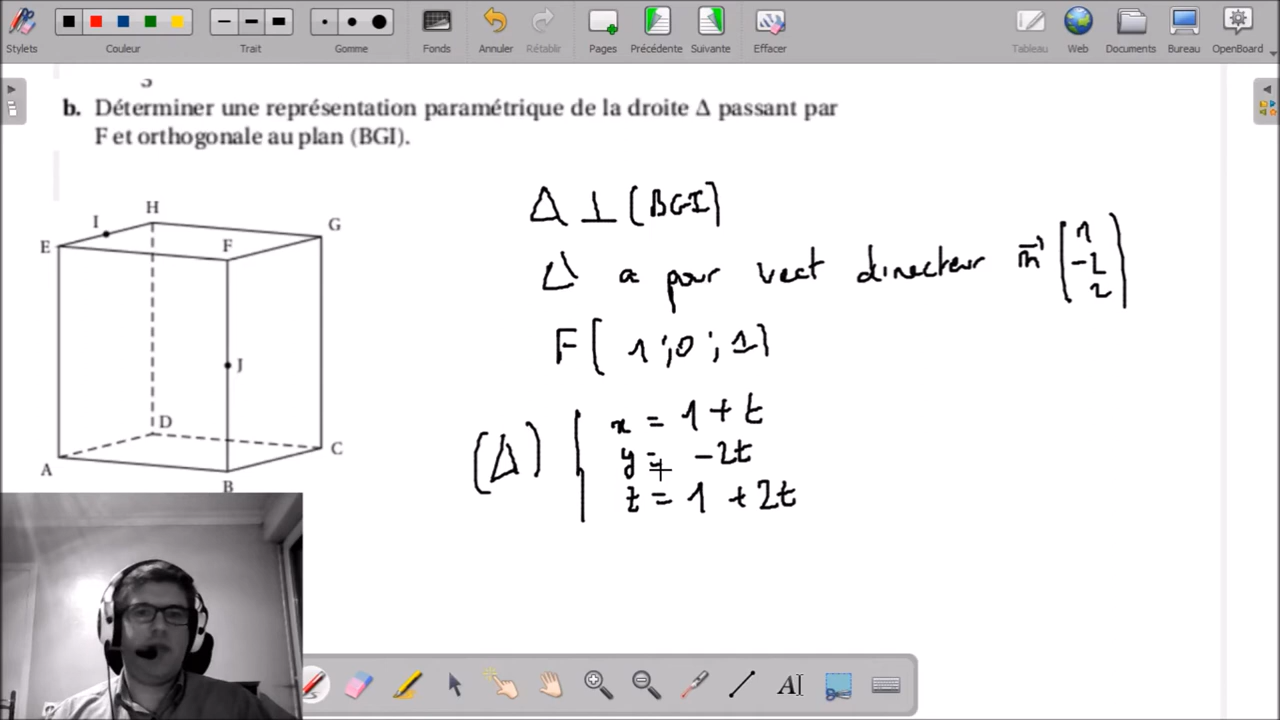 Stylets
Couleur
Trait
Gomme
Fonds
Annuler
Rétablir
Pages
Précédente
Suivante
Effacer
Tableau
Web
Documents
Bureau
OpenBoard
b. Déterminer une représentation paramétrique de la droite Δ passant par
F et orthogonale au plan (BGI).
H
I
G
E
F
J
D
C
A
B
Δ ⊥ (BGI)
Δ a pour vect directeur n⃗ (1
-2
2)
F(1;0;1)
(Δ)
x = 1 + t
y = -2t
z = 1 + 2t
AI